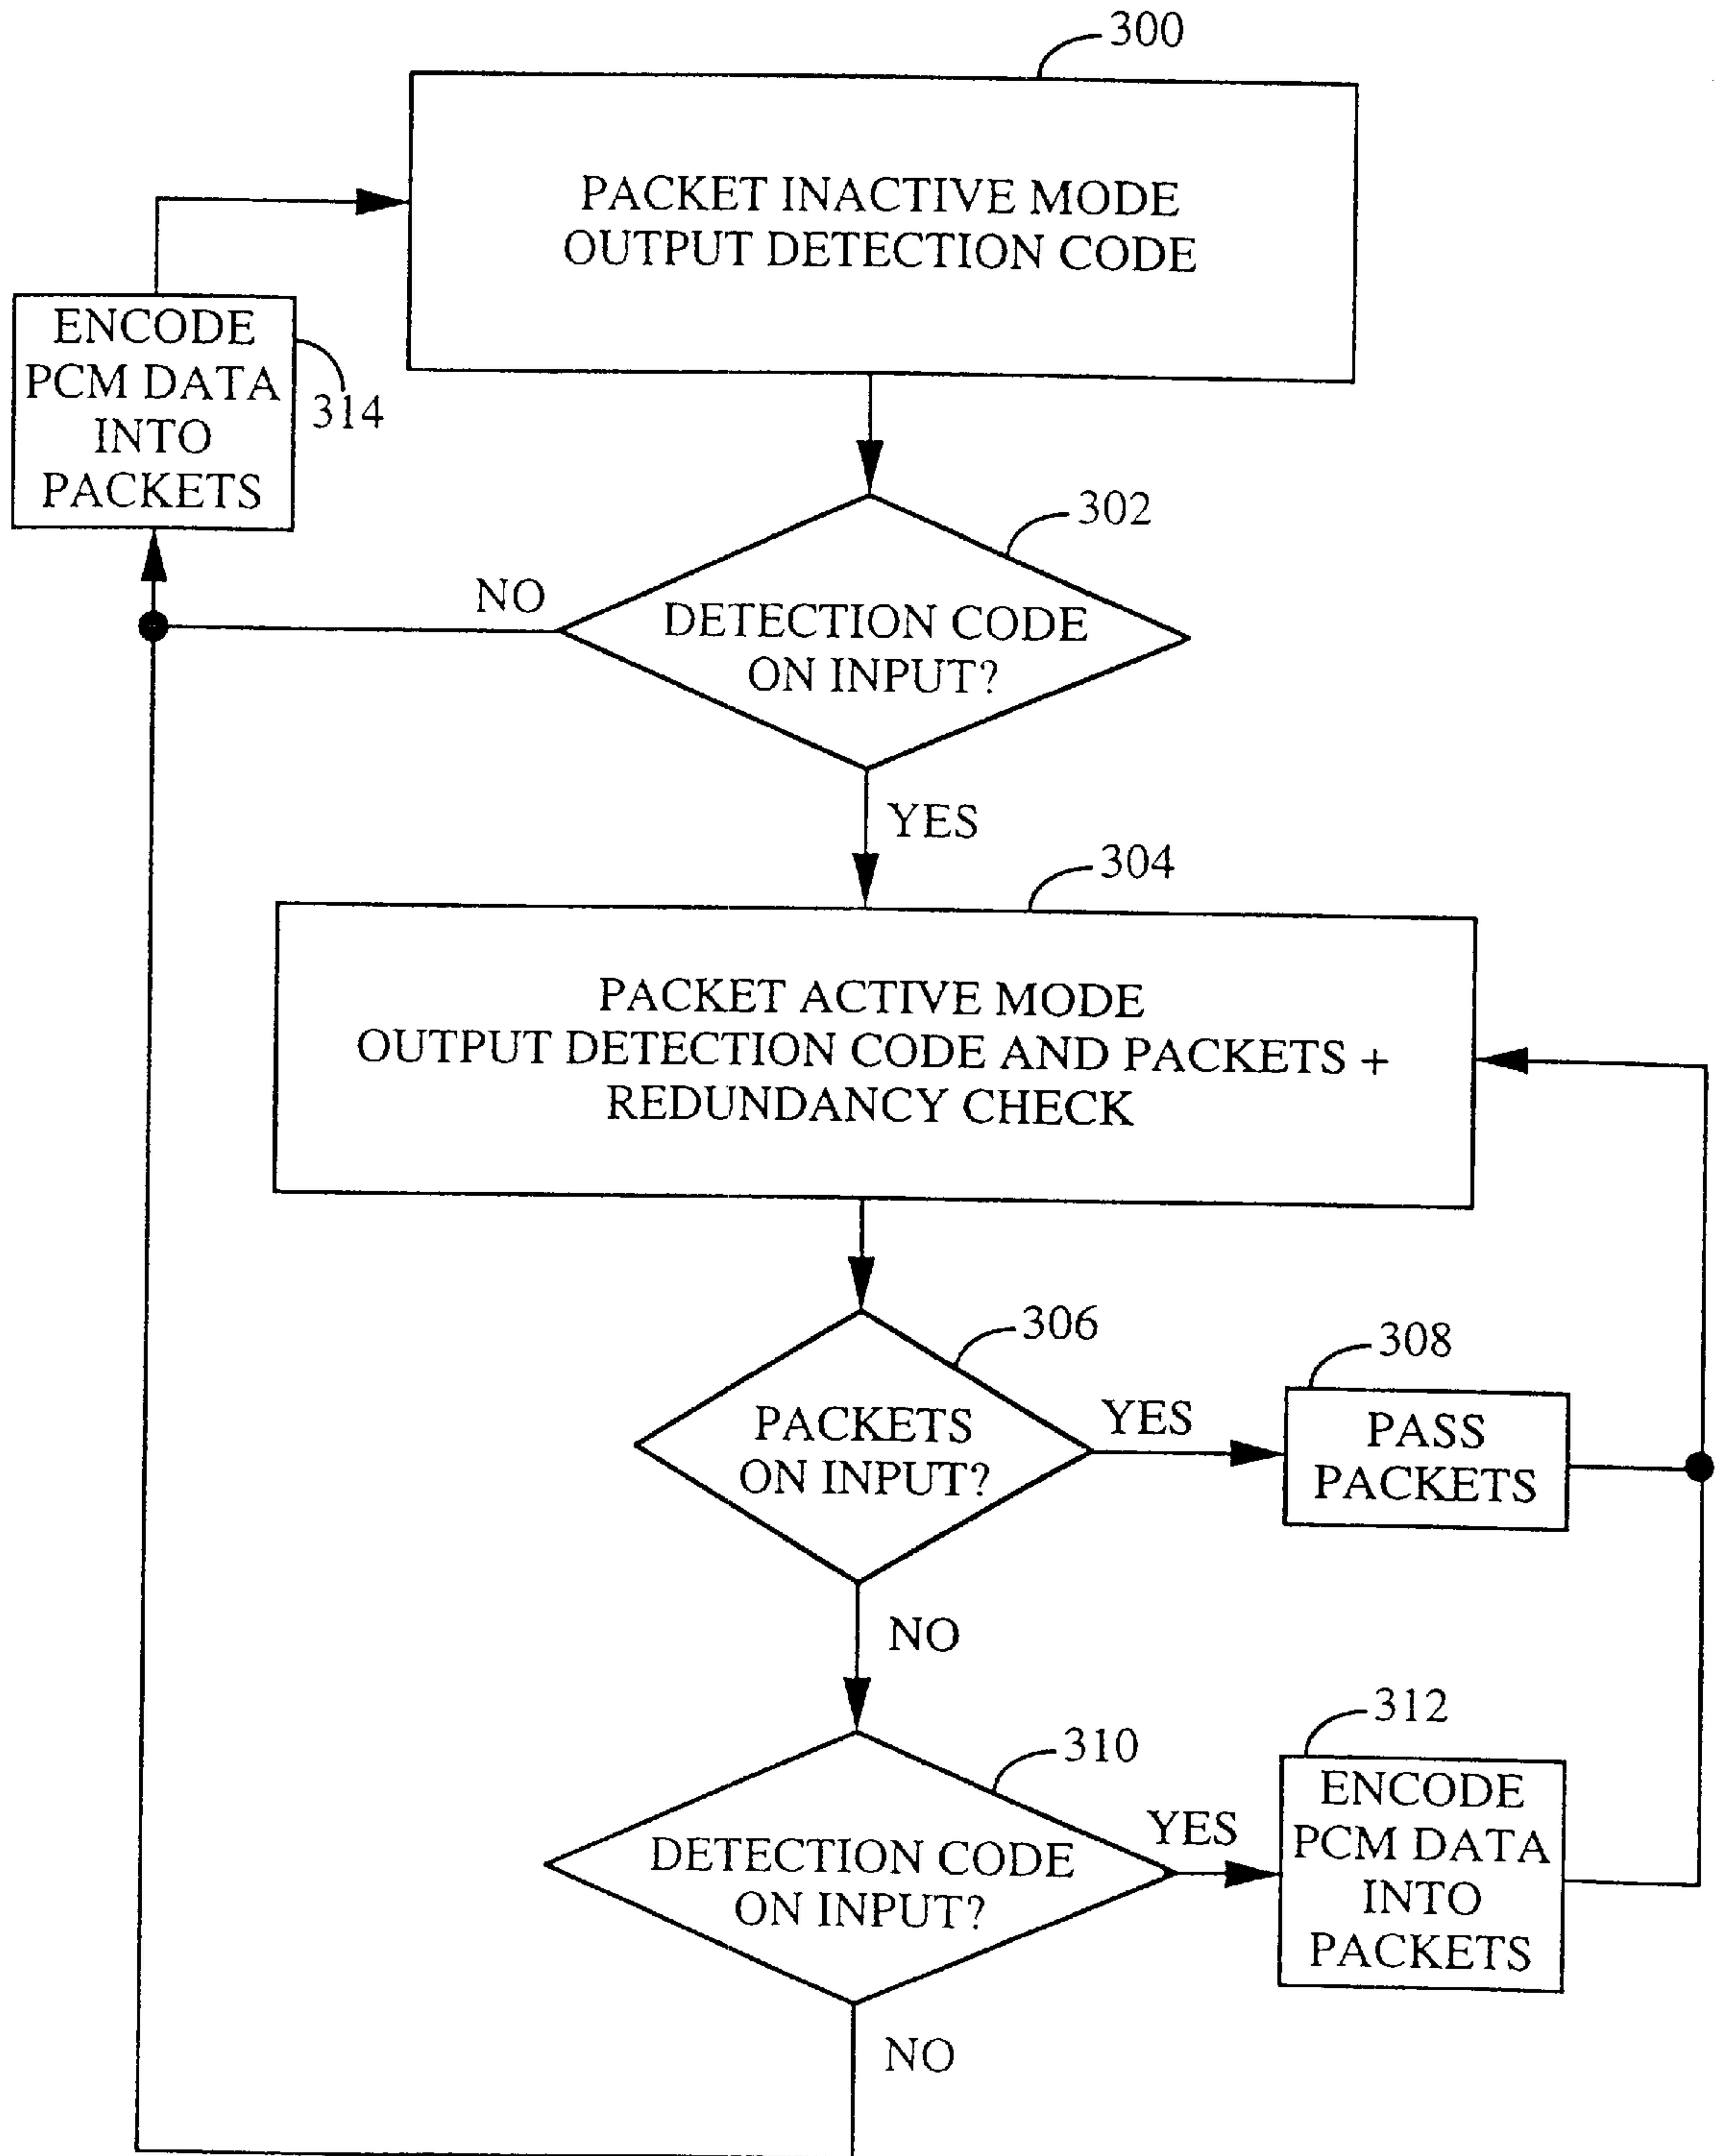 300
PACKET INACTIVE MODE
OUTPUT DETECTION CODE
ENCODE
PCM DATA
INTO
PACKETS
314
302
NO
DETECTION CODE
ON INPUT?
YES
304
PACKET ACTIVE MODE
OUTPUT DETECTION CODE AND PACKETS +
REDUNDANCY CHECK
306
308
PACKETS
ON INPUT?
YES
PASS
PACKETS
NO
310
312
DETECTION CODE
ON INPUT?
YES
ENCODE
PCM DATA
INTO
PACKETS
NO